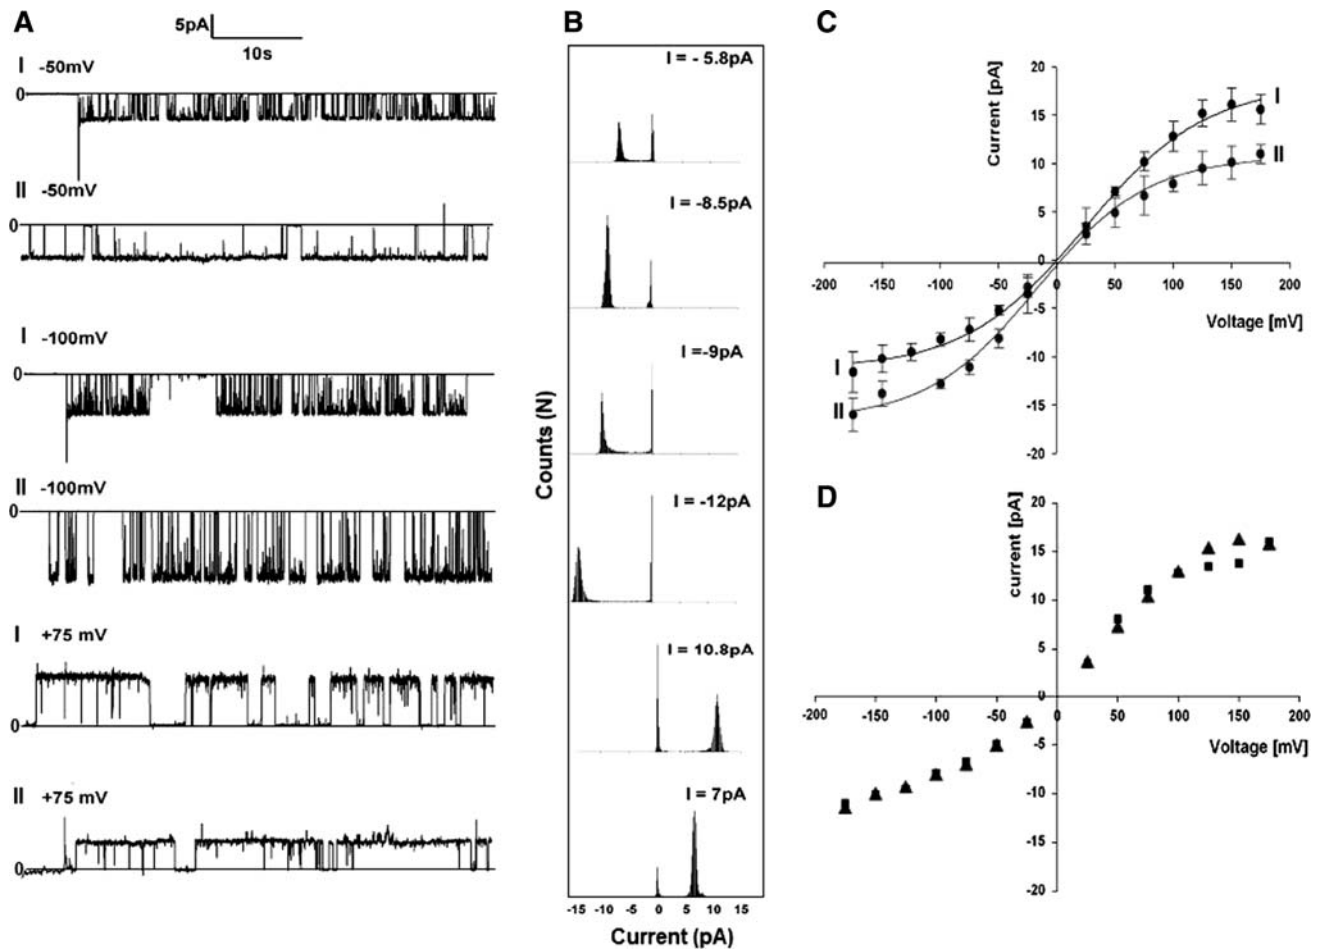 A
5pA
10s
I -50mV
0
II -50mV
0
I -100mV
0
II -100mV
0
I +75 mV
0
II +75 mV
0
B
I = - 5.8pA
I = -8.5pA
I =-9pA
I = -12pA
I = 10.8pA
I = 7pA
Counts (N)
-15 -10 -5 0 5 10 15
Current (pA)
C
Current [pA]
20
15
10
5
0
-5
-10
-15
-20
-200 -150 -100 -50 0 50 100 150 200
Voltage [mV]
I
II
I
II
D
current [pA]
20
15
10
5
0
-5
-10
-15
-20
-200 -150 -100 -50 0 50 100 150 200
Voltage [mV]